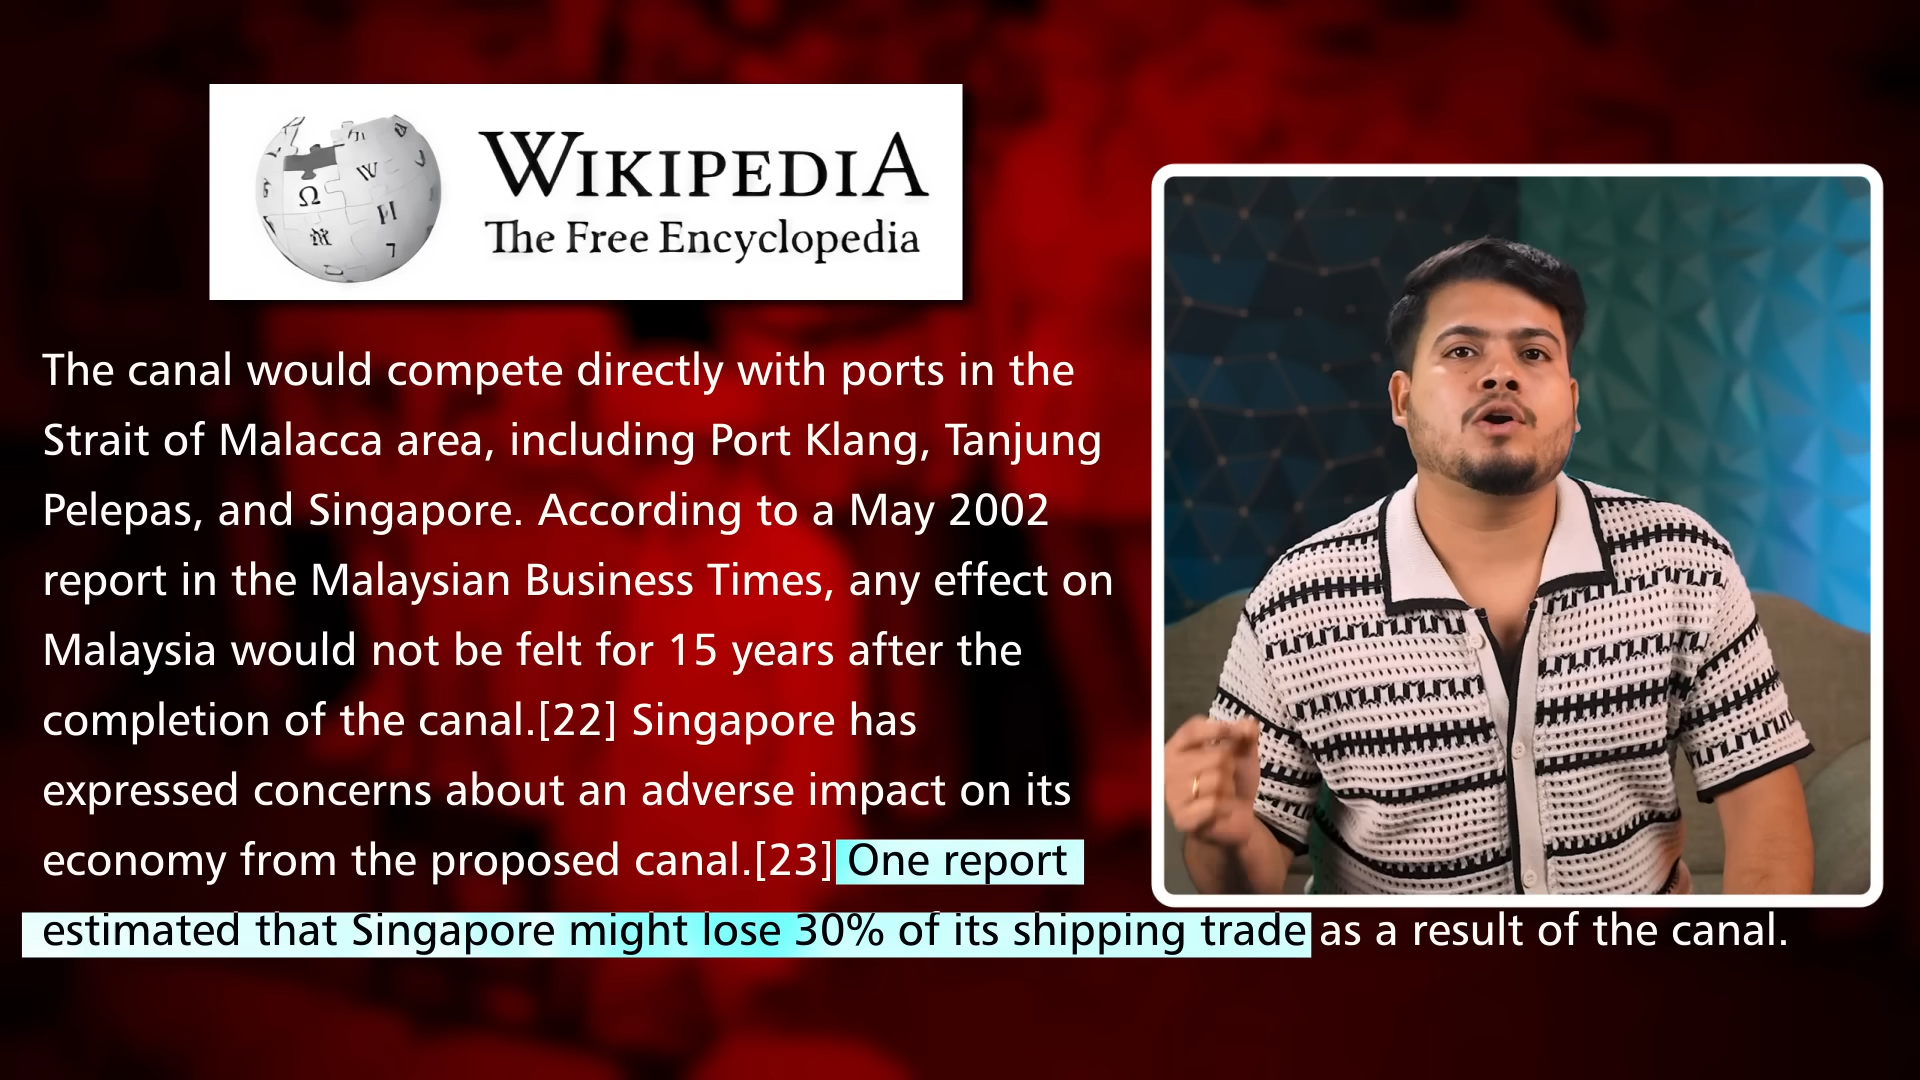 WIKIPEDIA
The Free Encyclopedia
The canal would compete directly with ports in the
Strait of Malacca area, including Port Klang, Tanjung
Pelepas, and Singapore. According to a May 2002
report in the Malaysian Business Times, any effect on
Malaysia would not be felt for 15 years after the
completion of the canal.[22] Singapore has
expressed concerns about an adverse impact on its
economy from the proposed canal.[23] One report
estimated that Singapore might lose 30% of its shipping trade as a result of the canal.